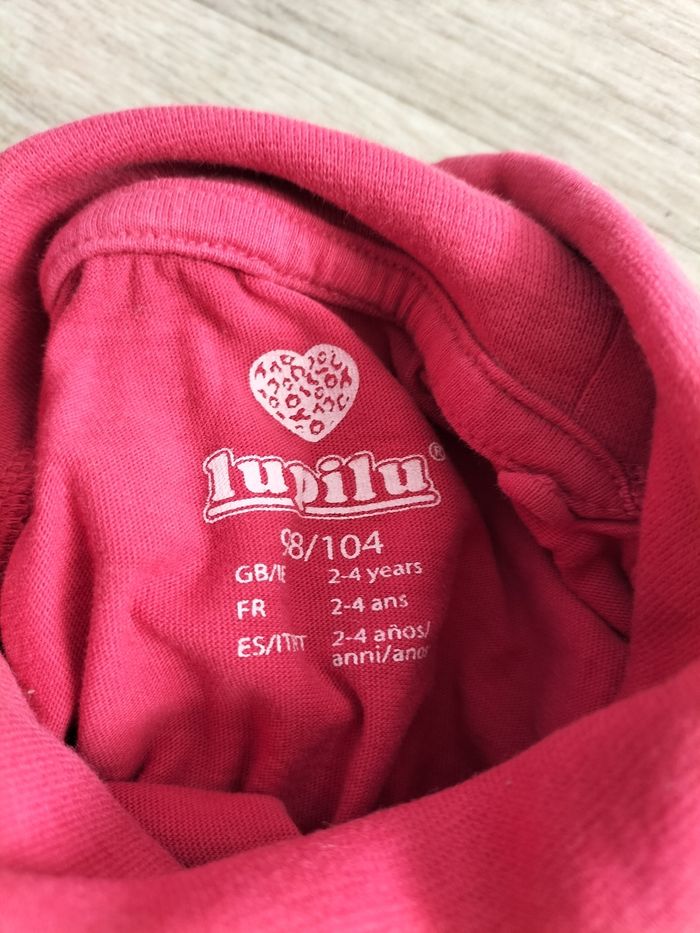 lupilu®
98/104
GB/IE 2-4 years
FR 2-4 ans
ES/IT/PT 2-4 años/
anni/anos